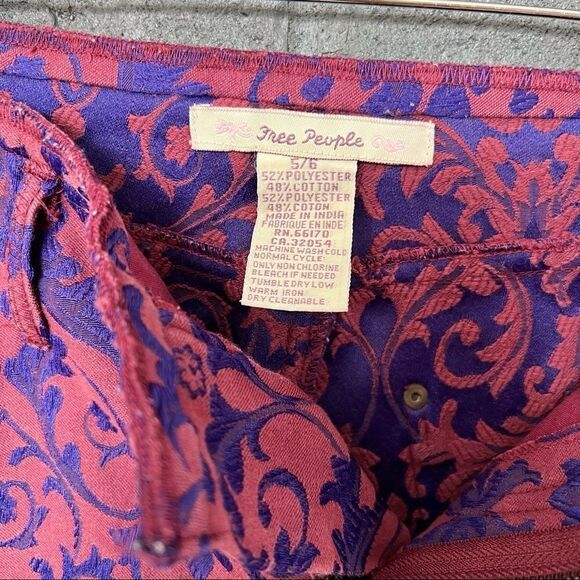 Free People
5/6
52%POLYESTER
48%COTTON
52%POLYESTER
48%COTON
MADE IN INDIA
FABRIQUE EN INDE
RN.66170
CA.32054
MACHINE WASH COLD
NORMAL CYCLE
ONLY NON CHLORINE
BLEACH IF NEEDED
TUMBLE DRY LOW
WARM IRON
DRY CLEANABLE